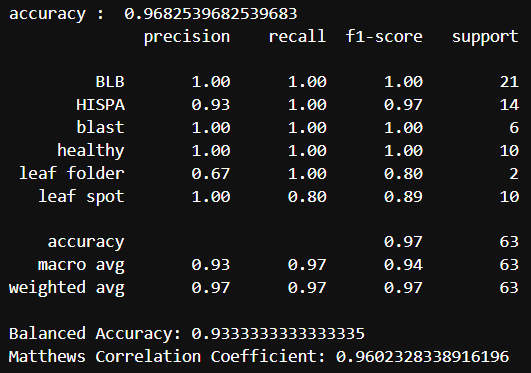 accuracy :  0.9682539682539683
              precision    recall  f1-score   support

         BLB       1.00      1.00      1.00        21
       HISPA       0.93      1.00      0.97        14
       blast       1.00      1.00      1.00         6
     healthy       1.00      1.00      1.00        10
 leaf folder       0.67      1.00      0.80         2
   leaf spot       1.00      0.80      0.89        10

    accuracy                           0.97        63
   macro avg       0.93      0.97      0.94        63
weighted avg       0.97      0.97      0.97        63

Balanced Accuracy: 0.9333333333333335
Matthews Correlation Coefficient: 0.9602328338916196